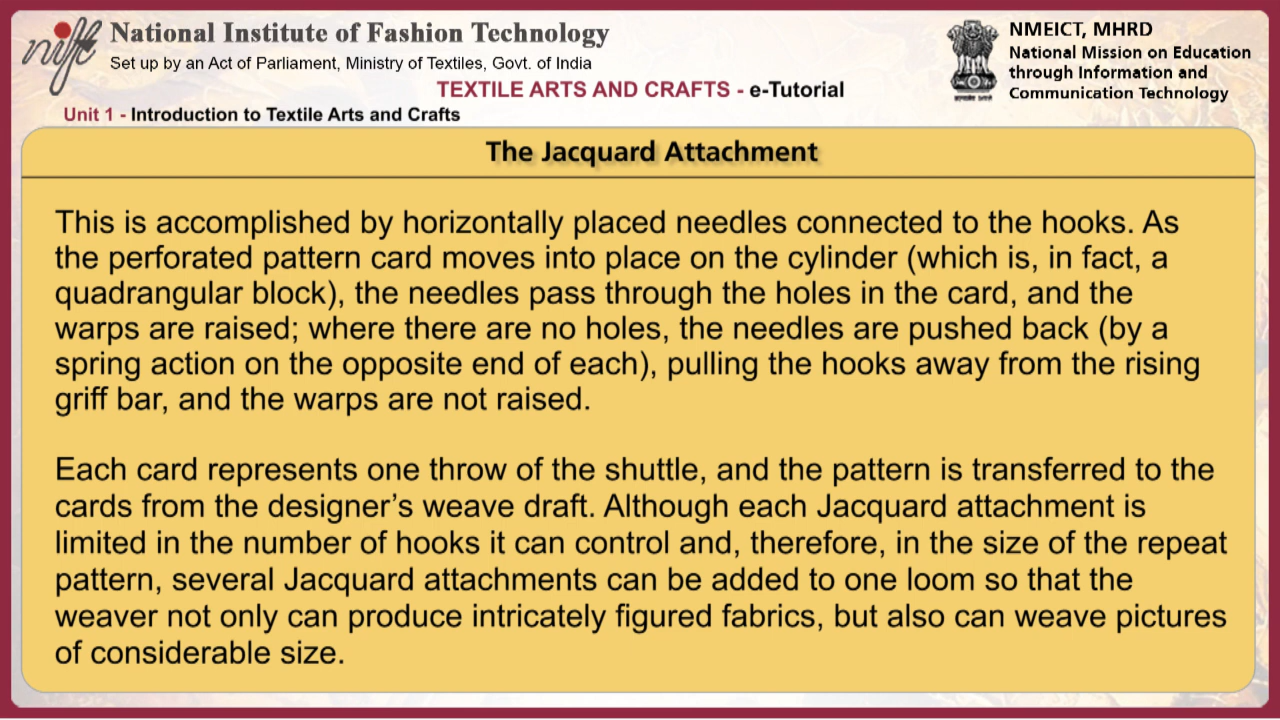 nift
National Institute of Fashion Technology
Set up by an Act of Parliament, Ministry of Textiles, Govt. of India
NMEICT, MHRD
National Mission on Education
through Information and
Communication Technology
TEXTILE ARTS AND CRAFTS - e-Tutorial
Unit 1 - Introduction to Textile Arts and Crafts
The Jacquard Attachment
This is accomplished by horizontally placed needles connected to the hooks. As
the perforated pattern card moves into place on the cylinder (which is, in fact, a
quadrangular block), the needles pass through the holes in the card, and the
warps are raised; where there are no holes, the needles are pushed back (by a
spring action on the opposite end of each), pulling the hooks away from the rising
griff bar, and the warps are not raised.
Each card represents one throw of the shuttle, and the pattern is transferred to the
cards from the designer’s weave draft. Although each Jacquard attachment is
limited in the number of hooks it can control and, therefore, in the size of the repeat
pattern, several Jacquard attachments can be added to one loom so that the
weaver not only can produce intricately figured fabrics, but also can weave pictures
of considerable size.